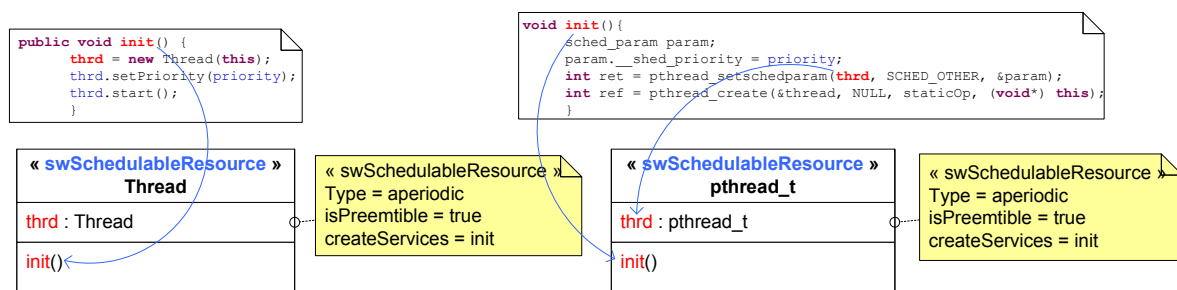 public void init() {
thrd = new Thread(this);
thrd.setPriority(priority);
thrd.start();
}
void init(){
sched_param param;
param.__shed_priority = priority;
int ret = pthread_setschedparam(thrd, SCHED_OTHER, &param);
int ref = pthread_create(&thread, NULL, staticOp, (void*) this);
}
« swSchedulableResource »
Thread
thrd : Thread
init()
« swSchedulableResource »
Type = aperiodic
isPreemtible = true
createServices = init
« swSchedulableResource »
pthread_t
thrd : pthread_t
init()
« swSchedulableResource »
Type = aperiodic
isPreemtible = true
createServices = init